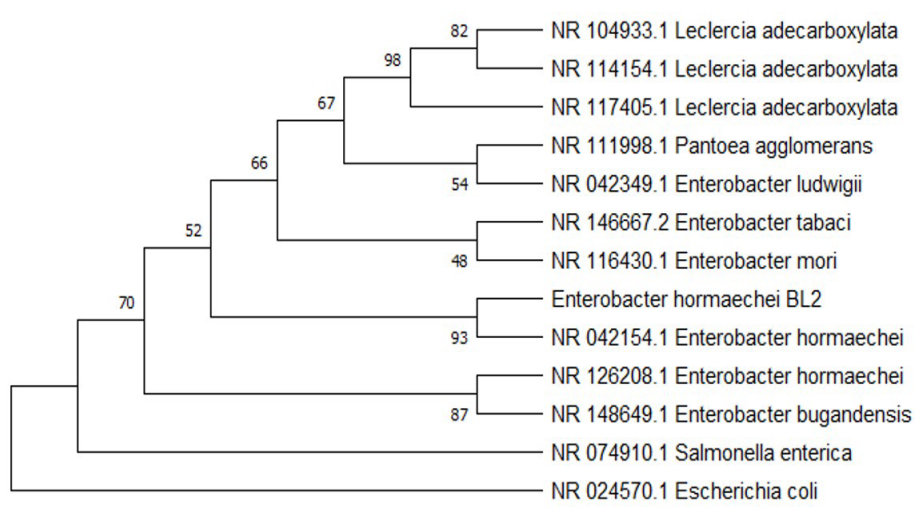 82
NR 104933.1 Leclercia adecarboxylata
98
NR 114154.1 Leclercia adecarboxylata
67
NR 117405.1 Leclercia adecarboxylata
NR 111998.1 Pantoea agglomerans
66
54
NR 042349.1 Enterobacter ludwigii
52
NR 146667.2 Enterobacter tabaci
48
NR 116430.1 Enterobacter mori
70
Enterobacter hormaechei BL2
93
NR 042154.1 Enterobacter hormaechei
NR 126208.1 Enterobacter hormaechei
87
NR 148649.1 Enterobacter bugandensis
NR 074910.1 Salmonella enterica
NR 024570.1 Escherichia coli